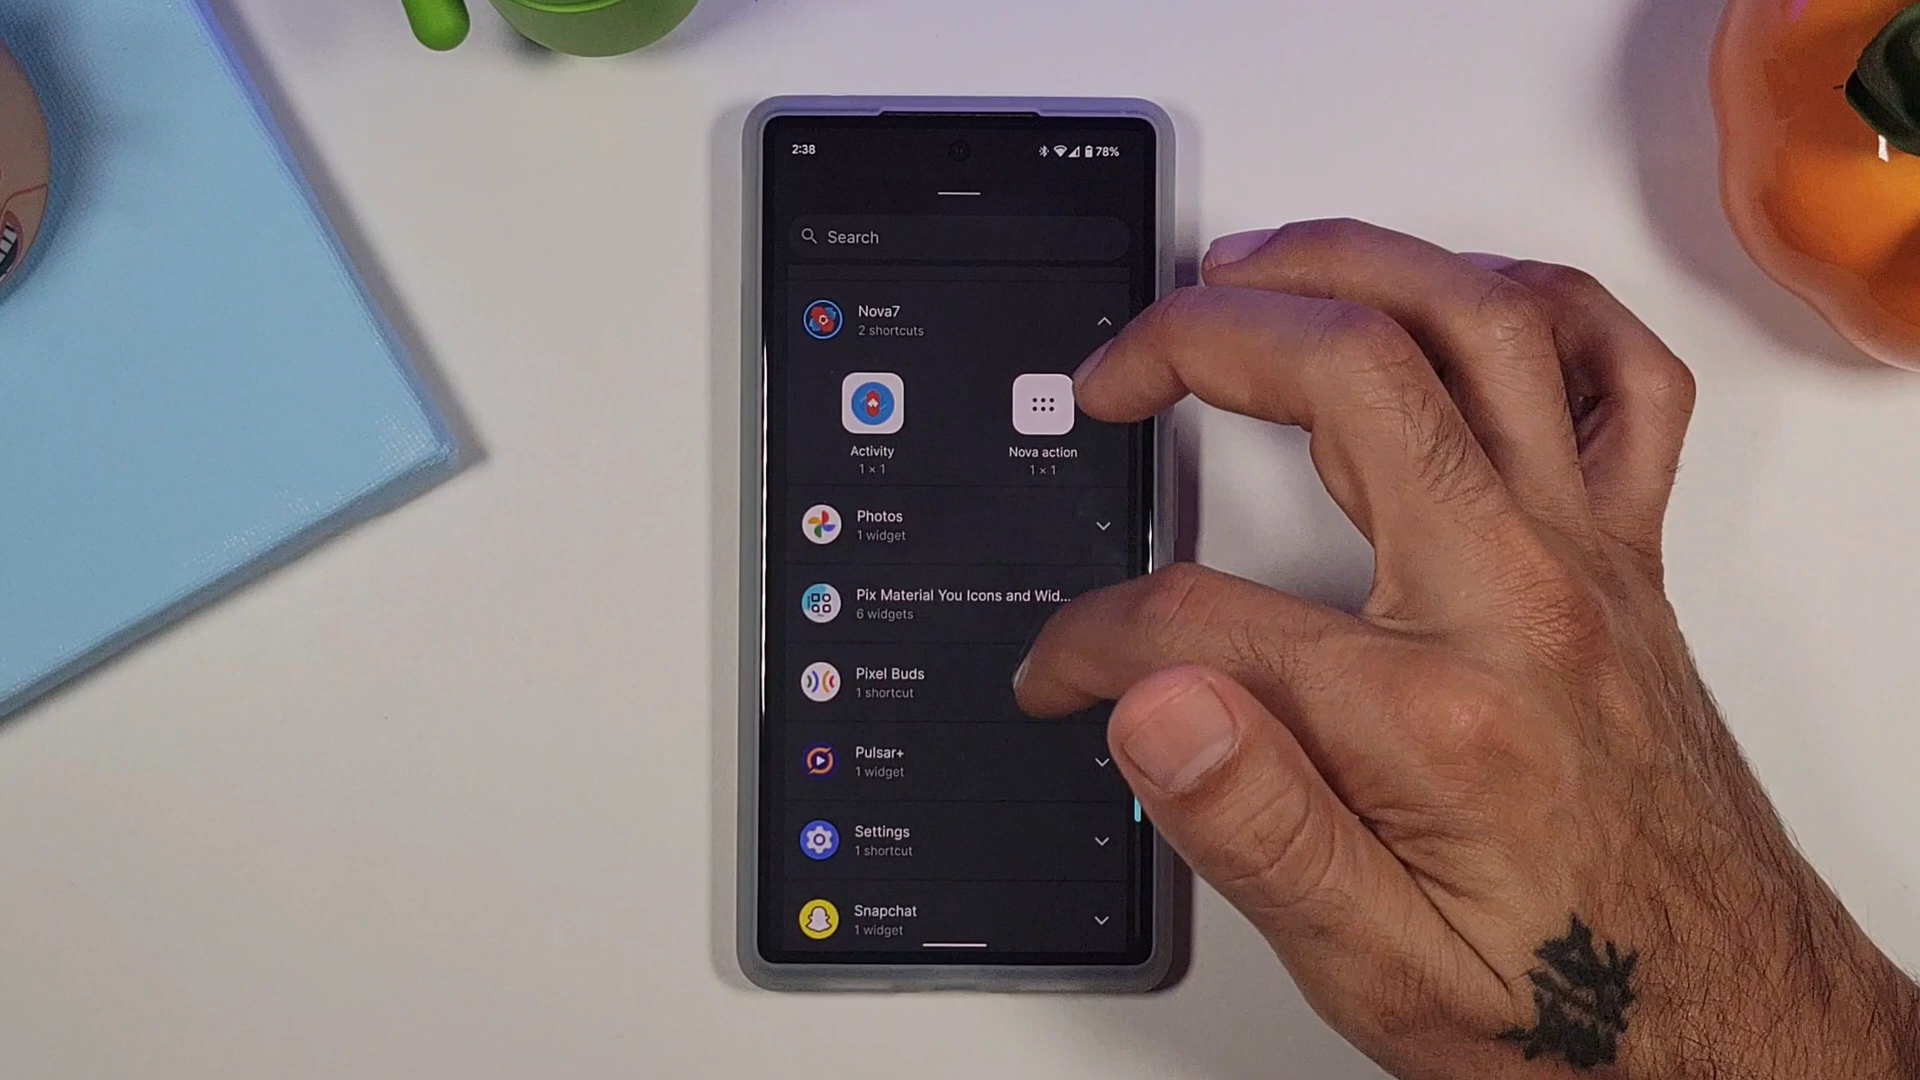 2:38
78%
Search
Nova7
2 shortcuts
Activity
1 × 1
Nova action
1 × 1
Photos
1 widget
Pix Material You Icons and Wid...
6 widgets
Pixel Buds
1 shortcut
Pulsar+
1 widget
Settings
1 shortcut
Snapchat
1 widget